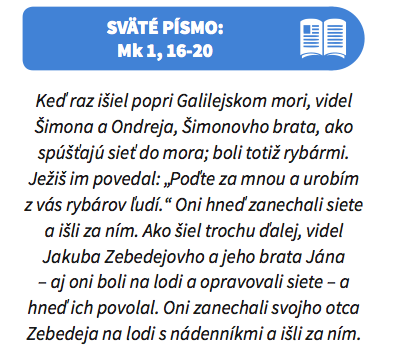 SVÄTÉ PÍSMO:
Mk 1, 16-20
Keď raz išiel popri Galilejskom mori, videl
Šimona a Ondreja, Šimonovho brata, ako
spúšťajú sieť do mora; boli totiž rybármi.
Ježiš im povedal: „Poďte za mnou a urobím
z vás rybárov ľudí.“ Oni hneď zanechali siete
a išli za ním. Ako šiel trochu ďalej, videl
Jakuba Zebedejovho a jeho brata Jána
– aj oni boli na lodi a opravovali siete – a
hneď ich povolal. Oni zanechali svojho otca
Zebedeja na lodi s nádenníkmi a išli za ním.